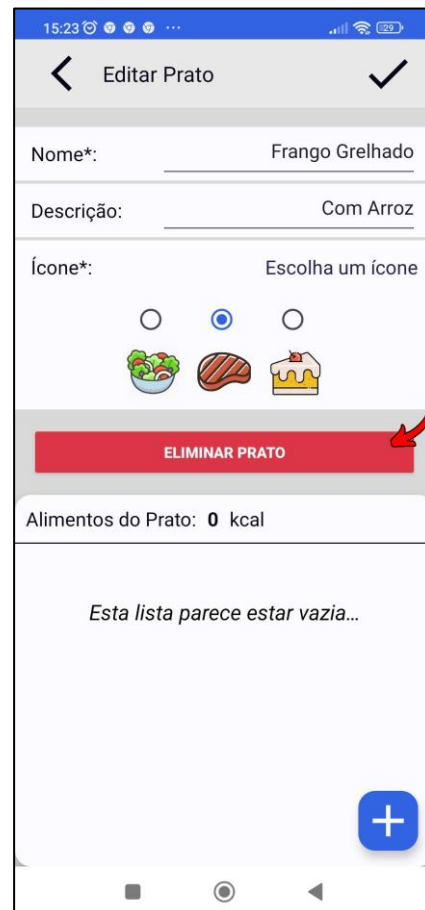 15:23 ... 29
Editar Prato
Nome*: Frango Grelhado
Descrição: Com Arroz
Ícone*: Escolha um ícone
ELIMINAR PRATO
Alimentos do Prato: 0 kcal
Esta lista parece estar vazia...